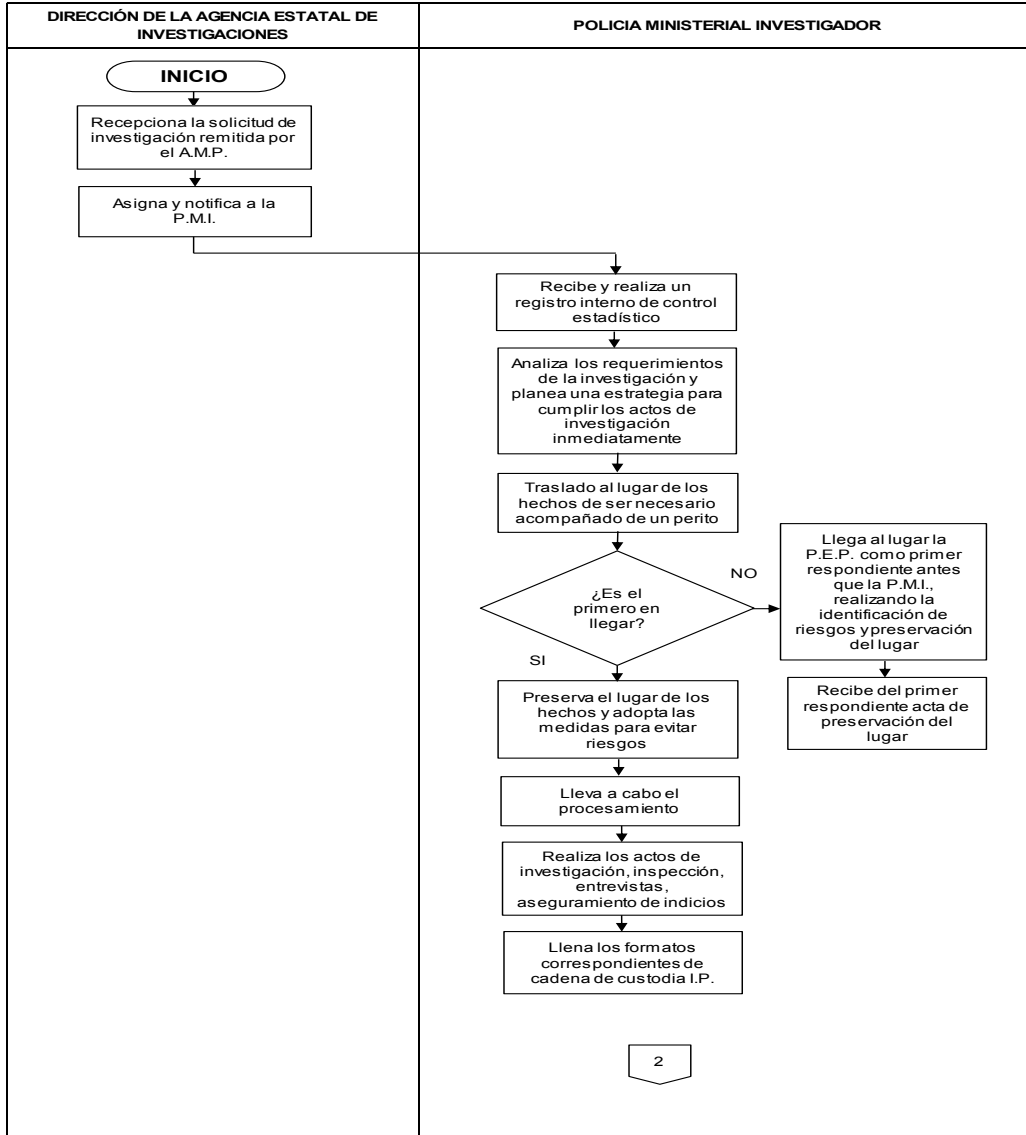 DIRECCIÓN DE LA AGENCIA ESTATAL DE
INVESTIGACIONES
POLICIA MINISTERIAL INVESTIGADOR
INICIO
Recepciona la solicitud de
investigación remitida por
el A.M.P.
Asigna y notifica a la
P.M.I.
Recibe y realiza un
registro interno de control
estadístico
Analiza los requerimientos
de la investigación y
planea una estrategia para
cumplir los actos de
investigación
inmediatamente
Traslado al lugar de los
hechos de ser necesario
acompañado de un perito
¿Es el
primero en
llegar?
NO
Llega al lugar la
P.E.P. como primer
respondiente antes
que la P.M.I.,
realizando la
identificación de
riesgos y preservación
del lugar
Recibe del primer
respondiente acta de
preservación del
lugar
SI
Preserva el lugar de los
hechos y adopta las
medidas para evitar
riesgos
Lleva a cabo el
procesamiento
Realiza los actos de
investigación, inspección,
entrevistas,
aseguramiento de indicios
Llena los formatos
correspondientes de
cadena de custodia I.P.
2